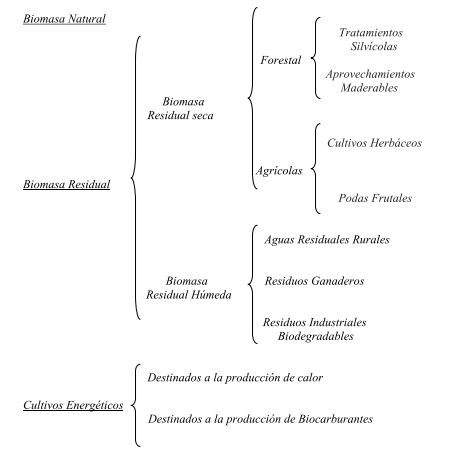 Biomasa Natural
Tratamientos
Silvícolas
Forestal
Aprovechamientos
Maderables
Biomasa
Residual seca
Cultivos Herbáceos
Agrícolas
Biomasa Residual
Podas Frutales
Aguas Residuales Rurales
Biomasa
Residual Húmeda
Residuos Ganaderos
Residuos Industriales
Biodegradables
Destinados a la producción de calor
Cultivos Energéticos
Destinados a la producción de Biocarburantes